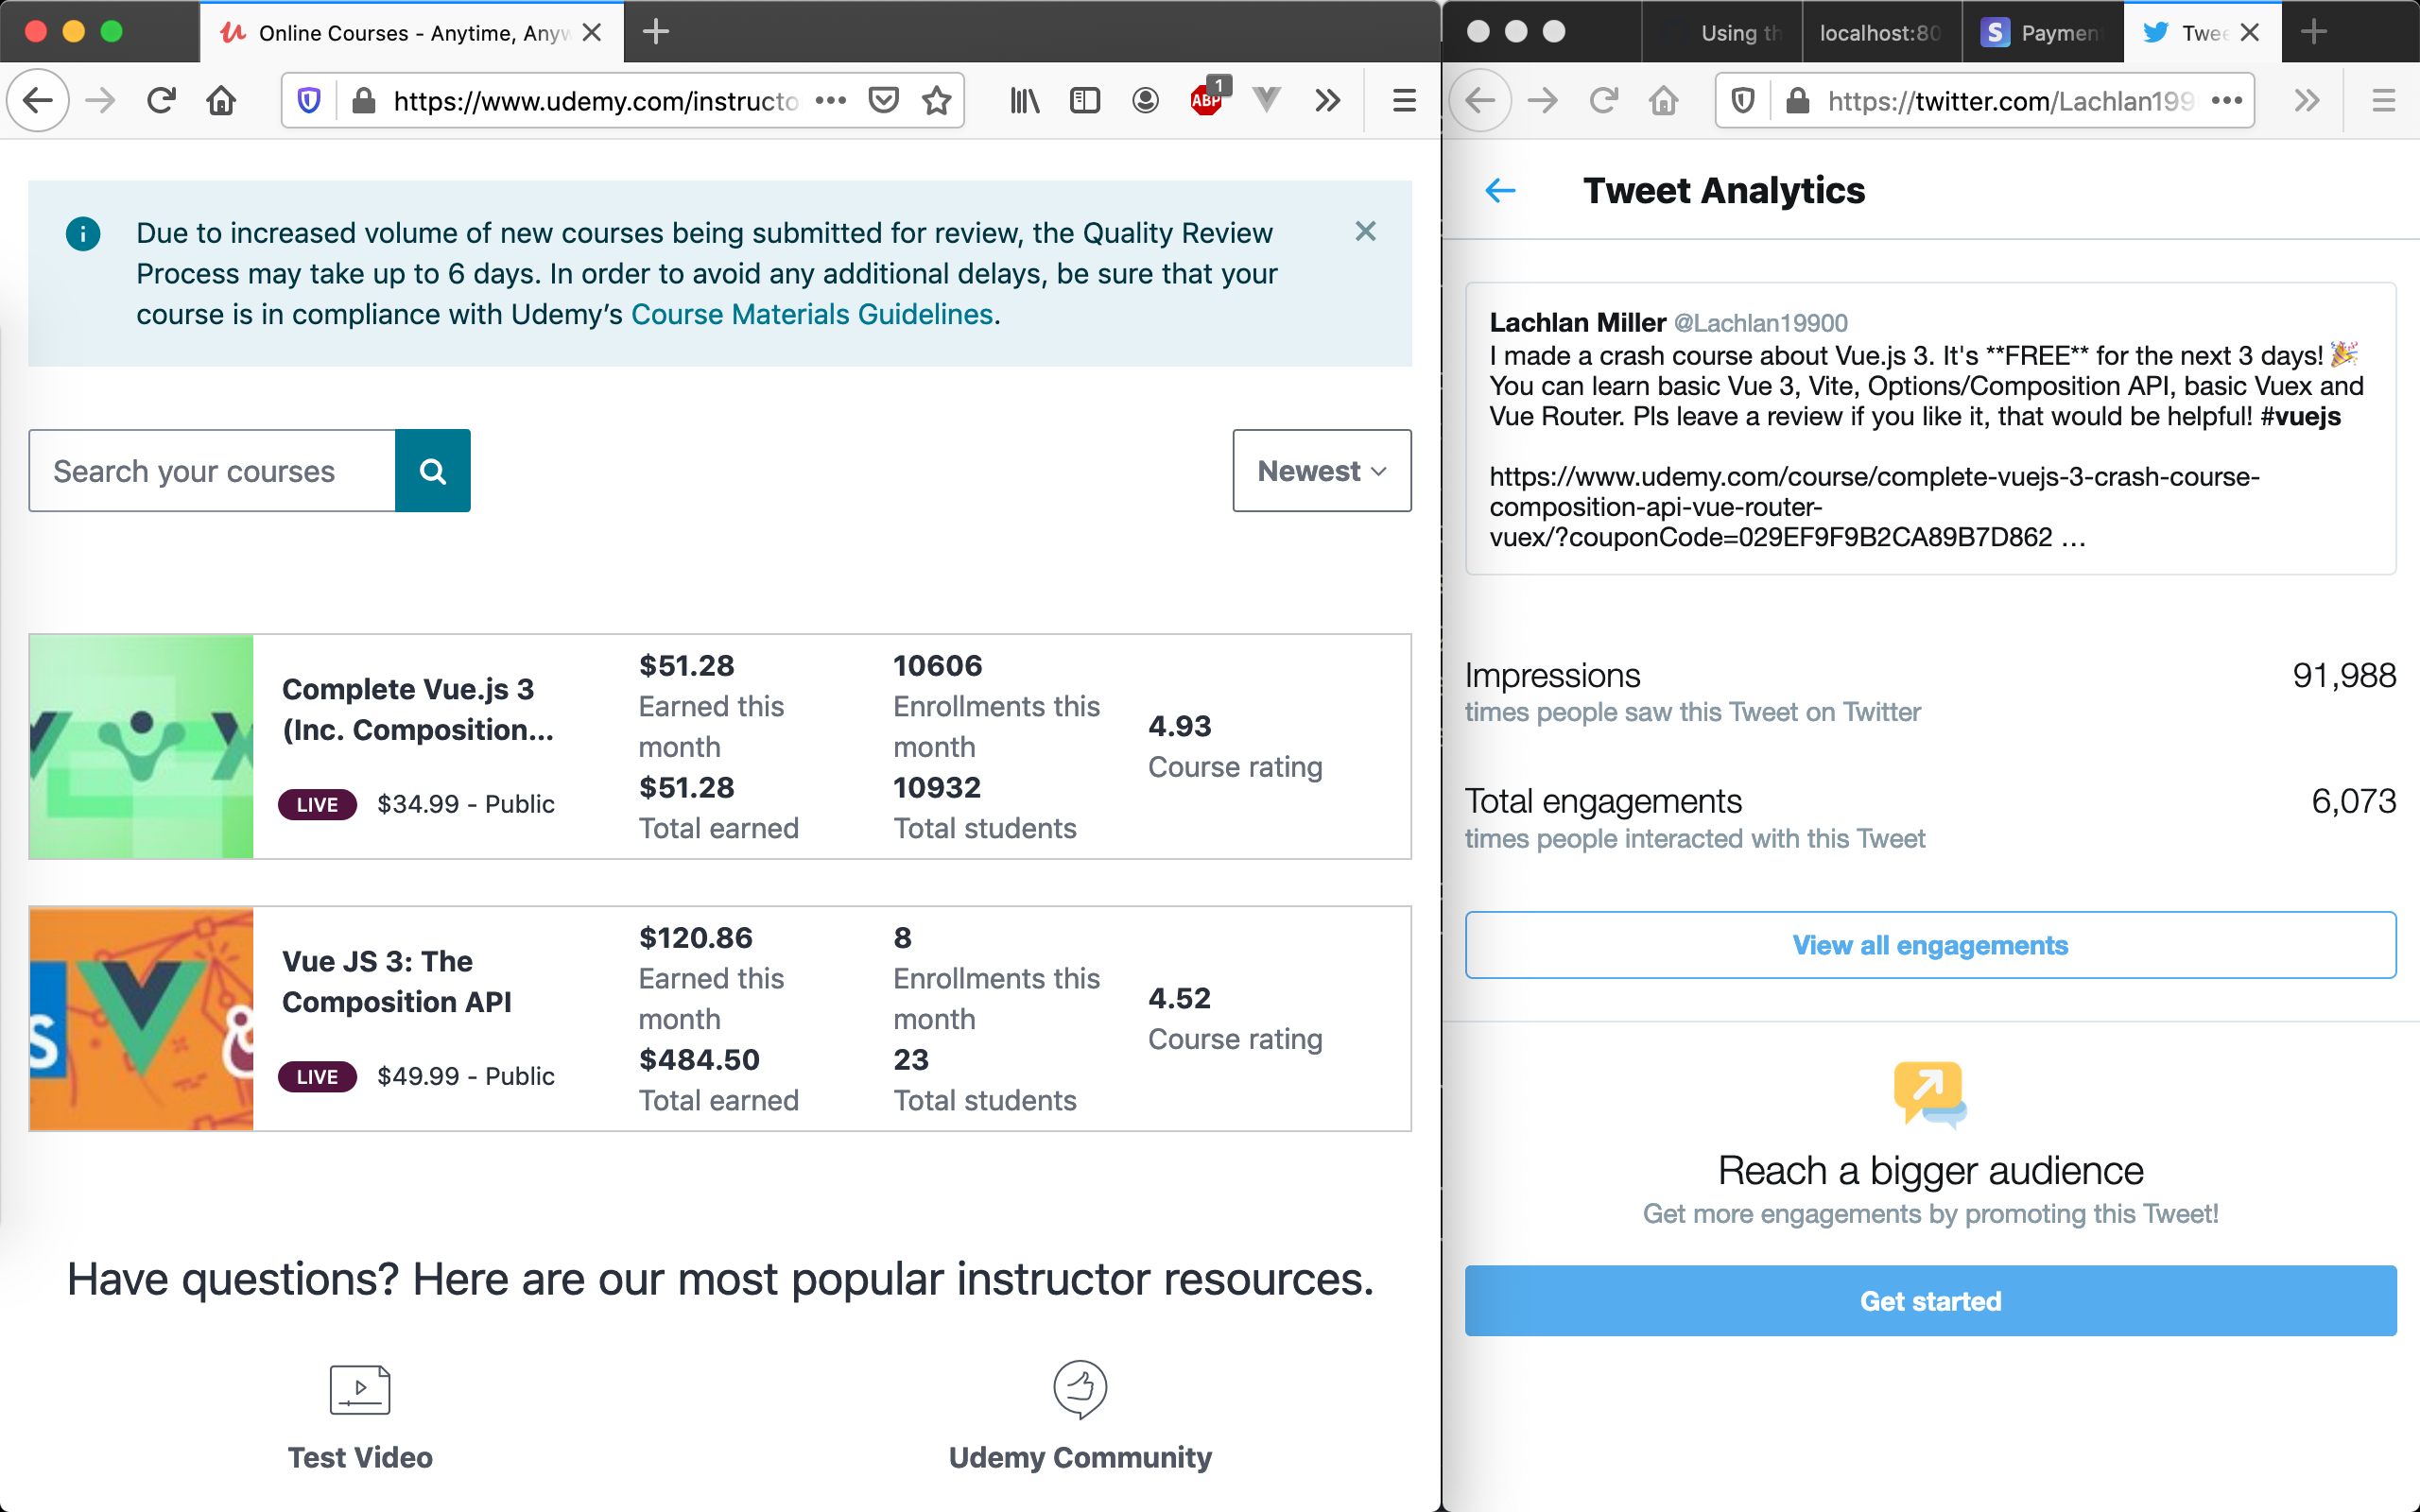 Online Courses - Anytime, Anyw
https://www.udemy.com/instructo
ABP
1
Due to increased volume of new courses being submitted for review, the Quality Review
Process may take up to 6 days. In order to avoid any additional delays, be sure that your
course is in compliance with Udemy’s Course Materials Guidelines.
Search your courses
Newest
Complete Vue.js 3
(Inc. Composition...
LIVE
$34.99 - Public
$51.28
Earned this
month
$51.28
Total earned
10606
Enrollments this
month
10932
Total students
4.93
Course rating
Vue JS 3: The
Composition API
LIVE
$49.99 - Public
$120.86
Earned this
month
$484.50
Total earned
8
Enrollments this
month
23
Total students
4.52
Course rating
Have questions? Here are our most popular instructor resources.
Test Video
Udemy Community
Using th
localhost:80
S
Paymen
Twee
https://twitter.com/Lachlan199
Tweet Analytics
Lachlan Miller @Lachlan19900
I made a crash course about Vue.js 3. It's **FREE** for the next 3 days! 🎉
You can learn basic Vue 3, Vite, Options/Composition API, basic Vuex and
Vue Router. Pls leave a review if you like it, that would be helpful! #vuejs
https://www.udemy.com/course/complete-vuejs-3-crash-course-
composition-api-vue-router-
vuex/?couponCode=029EF9F9B2CA89B7D862 …
Impressions
91,988
times people saw this Tweet on Twitter
Total engagements
6,073
times people interacted with this Tweet
View all engagements
Reach a bigger audience
Get more engagements by promoting this Tweet!
Get started